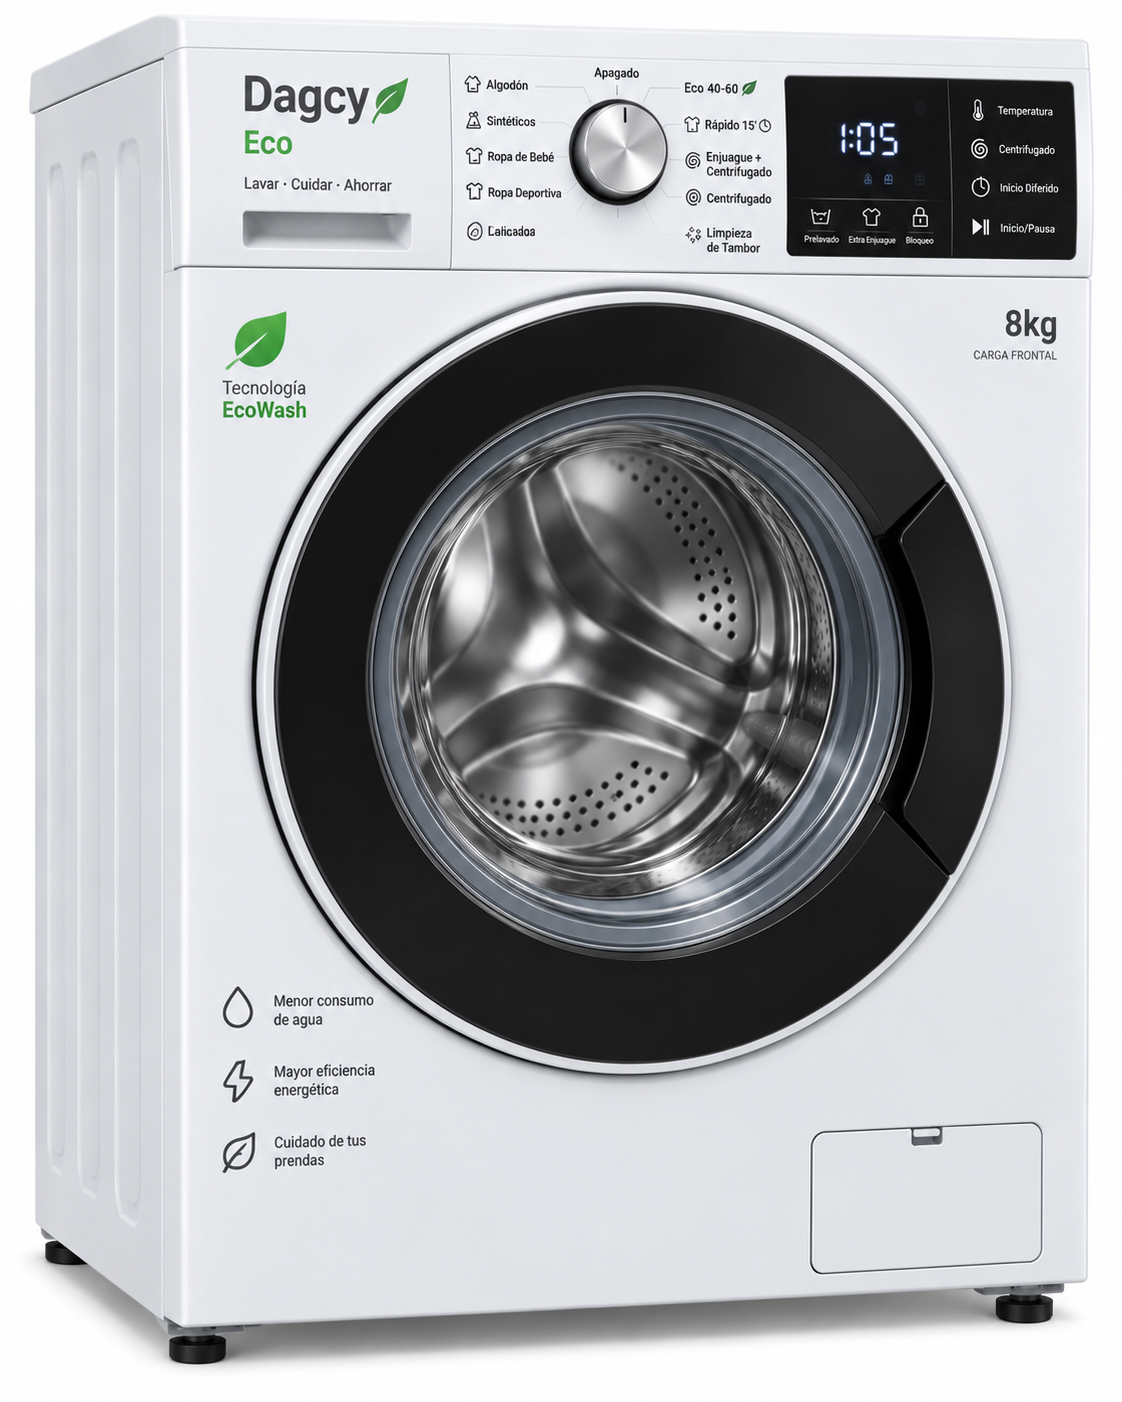 Dagcy
Eco
Lavar · Cuidar · Ahorrar
Algodón
Sintéticos
Ropa de Bebé
Ropa Deportiva
Lalicadoa
Apagado
Eco 40-60
Rápido 15'
Enjuague +
Centrifugado
Centrifugado
Limpieza
de Tambor
1:05
Prelavado
Extra Enjuague
Bloqueo
Temperatura
Centrifugado
Inicio Diferido
Inicio/Pausa
Tecnología
EcoWash
8kg
CARGA FRONTAL
Menor consumo
de agua
Mayor eficiencia
energética
Cuidado de tus
prendas